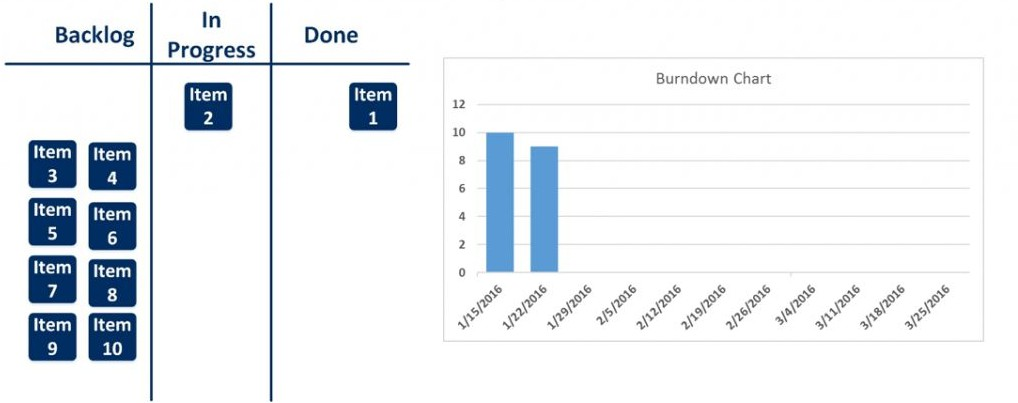 Backlog
In
Progress
Done
Item
2
Item
1
Item
3
Item
4
Item
5
Item
6
Item
7
Item
8
Item
9
Item
10
Burndown Chart
12
10
8
6
4
2
0
1/15/2016
1/22/2016
1/29/2016
2/5/2016
2/12/2016
2/19/2016
2/26/2016
3/4/2016
3/11/2016
3/18/2016
3/25/2016